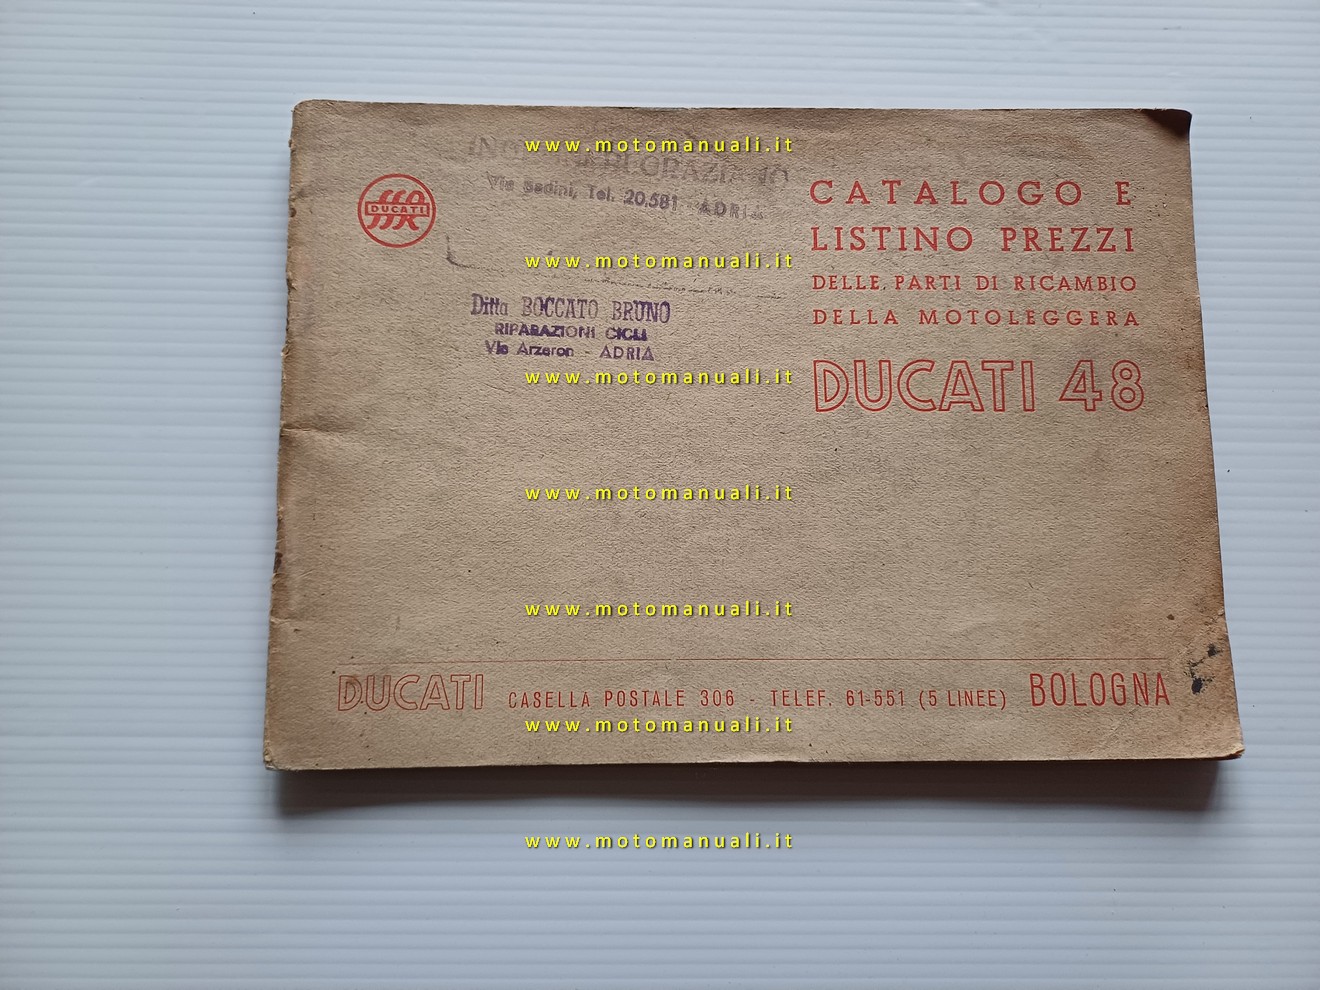 www.motomanuali.it
Via Bedini, Tel. 20.581 - ADRIA
DUCATI
CATALOGO E
LISTINO PREZZI
DELLE PARTI DI RICAMBIO
DELLA MOTOLEGGERA
DUCATI 48
www.motomanuali.it
Ditta BOCCATO BRUNO
RIPARAZIONI CICLI
Via Arzeron - ADRIA
www.motomanuali.it
www.motomanuali.it
www.motomanuali.it
DUCATI CASELLA POSTALE 306 - TELEF. 61-551 (5 LINEE) BOLOGNA
www.motomanuali.it
www.motomanuali.it